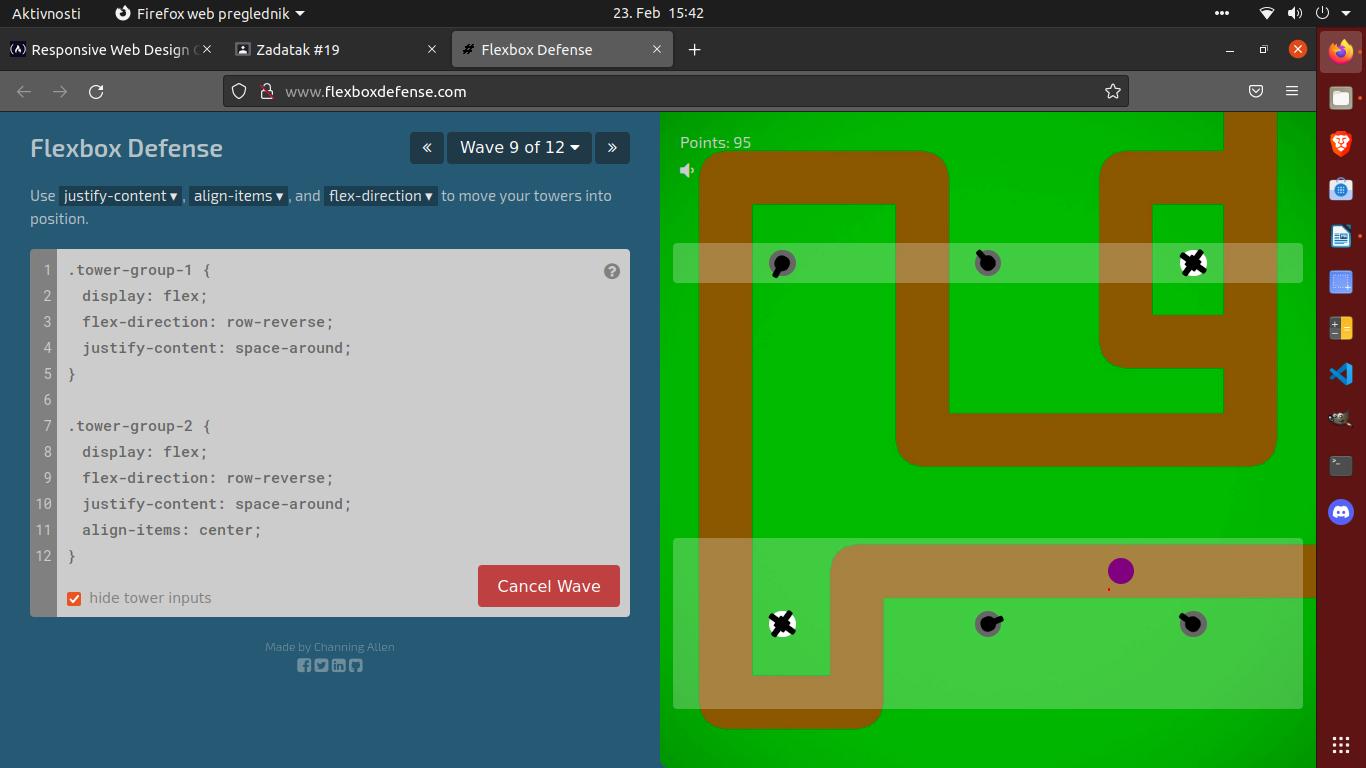 Aktivnosti Firefox web preglednik 23. Feb 15:42
Responsive Web Design Zadatak #19 # Flexbox Defense
www.flexboxdefense.com
Flexbox Defense « Wave 9 of 12 »
Use justify-content ▾, align-items ▾, and flex-direction ▾ to move your towers into
position.
1 .tower-group-1 {
2 display: flex;
3 flex-direction: row-reverse;
4 justify-content: space-around;
5 }
6
7 .tower-group-2 {
8 display: flex;
9 flex-direction: row-reverse;
10 justify-content: space-around;
11 align-items: center;
12 }
hide tower inputs Cancel Wave
Made by Channing Allen
Points: 95